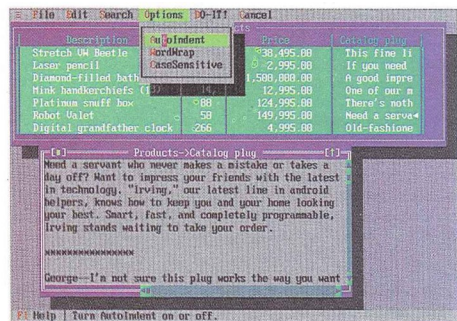 ≡ File Edit Search Options DO-IT! Cancel
AutoIndent
WordWrap
CaseSensitive
Description Price Catalog plug
Stretch VW Beetle 38,495.00 This fine li
Laser pencil 2,995.00 If you need
Diamond-filled bath 1,500,000.00 A good impre
Mink handkerchiefs (13) 14, 12,995.00 One of our m
Platinum snuff box 88 124,995.00 There's noth
Robot Valet 50 149,995.00 Need a serva
Digital grandfather clock 266 4,995.00 Old-fashione
Products->Catalog plug
Need a servant who never makes a mistake or takes a
day off? Want to impress your friends with the latest
in technology. "Irving," our latest line in android
helpers, knows how to keep you and your home looking
your best. Smart, fast, and completely programmable,
Irving stands waiting to take your order.
****************
George--I'm not sure this plug works the way you want
F1 Help | Turn AutoIndent on or off.